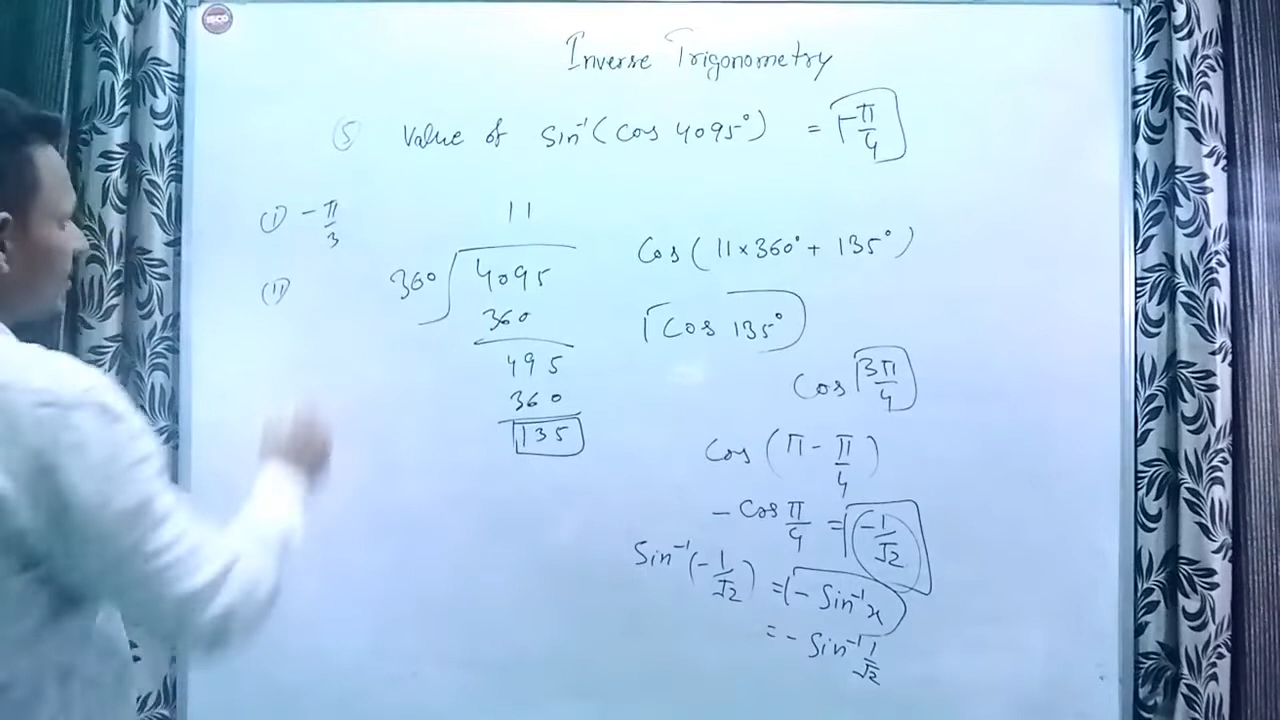 ISCO
Inverse Trigonometry
(5) Value of Sin⁻¹(Cos 4095°) = -π/4
(I) -π/3
(II)
11
360 4095
360
495
360
135
Cos(11×360°+135°)
Cos 135°
Cos 3π/4
Cos(π-π/4)
-Cos π/4 = -1/√2
Sin⁻¹(-1/√2) = -Sin⁻¹x
= -Sin⁻¹ 1/√2